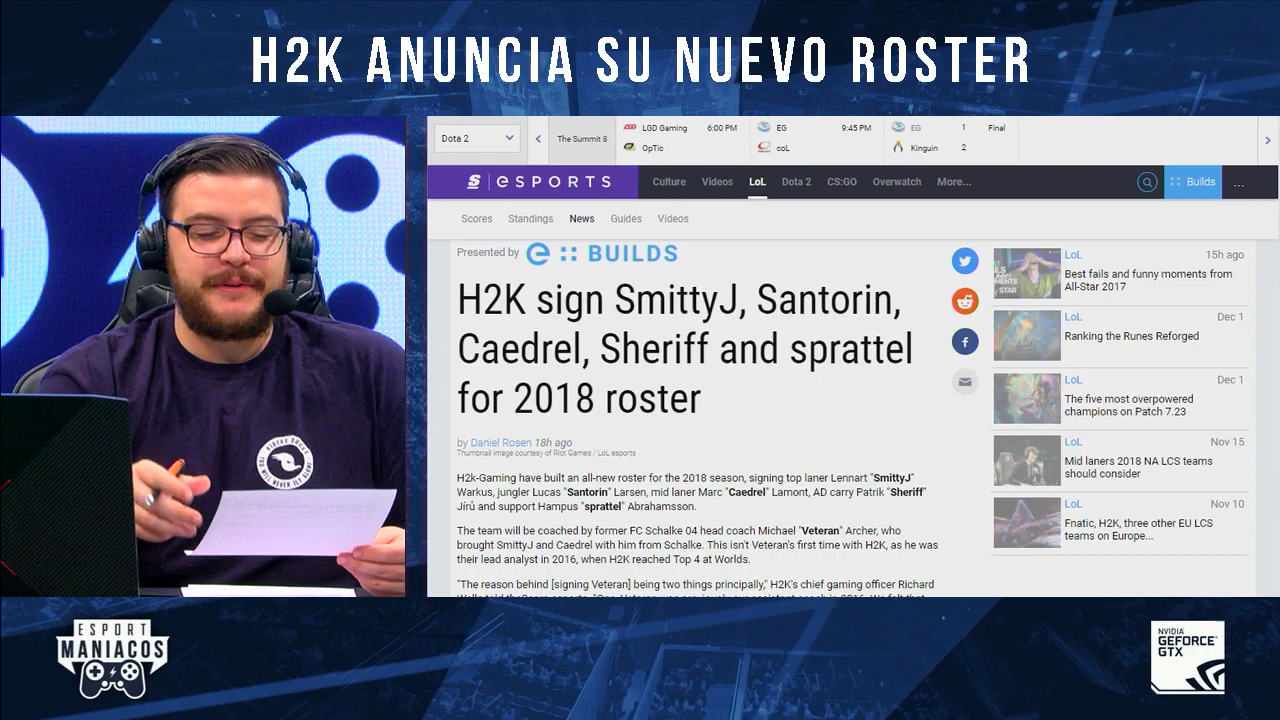 H2K ANUNCIA SU NUEVO ROSTER
Dota 2
The Summit 8
LGD Gaming 6:00 PM
OpTic
EG 9:45 PM
coL
EG 1 Final
Kinguin 2
eSPORTS
Culture Videos LoL Dota 2 CS:GO Overwatch More...
Builds ...
Scores Standings News Guides Videos
Presented by e :: BUILDS
H2K sign SmittyJ, Santorin,
Caedrel, Sheriff and sprattel
for 2018 roster
by Daniel Rosen 18h ago
Thumbnail image courtesy of Riot Games / LoL esports
H2k-Gaming have built an all-new roster for the 2018 season, signing top laner Lennart "SmittyJ"
Warkus, jungler Lucas "Santorin" Larsen, mid laner Marc "Caedrel" Lamont, AD carry Patrik "Sheriff"
Jírů and support Hampus "sprattel" Abrahamsson.
The team will be coached by former FC Schalke 04 head coach Michael "Veteran" Archer, who
brought SmittyJ and Caedrel with him from Schalke. This isn't Veteran's first time with H2K, as he was
their lead analyst in 2016, when H2K reached Top 4 at Worlds.
"The reason behind [signing Veteran] being two things principally," H2K's chief gaming officer Richard
LoL 15h ago
Best fails and funny moments from
All-Star 2017
LoL Dec 1
Ranking the Runes Reforged
LoL Dec 1
The five most overpowered
champions on Patch 7.23
LoL Nov 15
Mid laners 2018 NA LCS teams
should consider
LoL Nov 10
Fnatic, H2K, three other EU LCS
teams on Europe...
ESPORT
MANIACOS
NVIDIA
GEFORCE
GTX